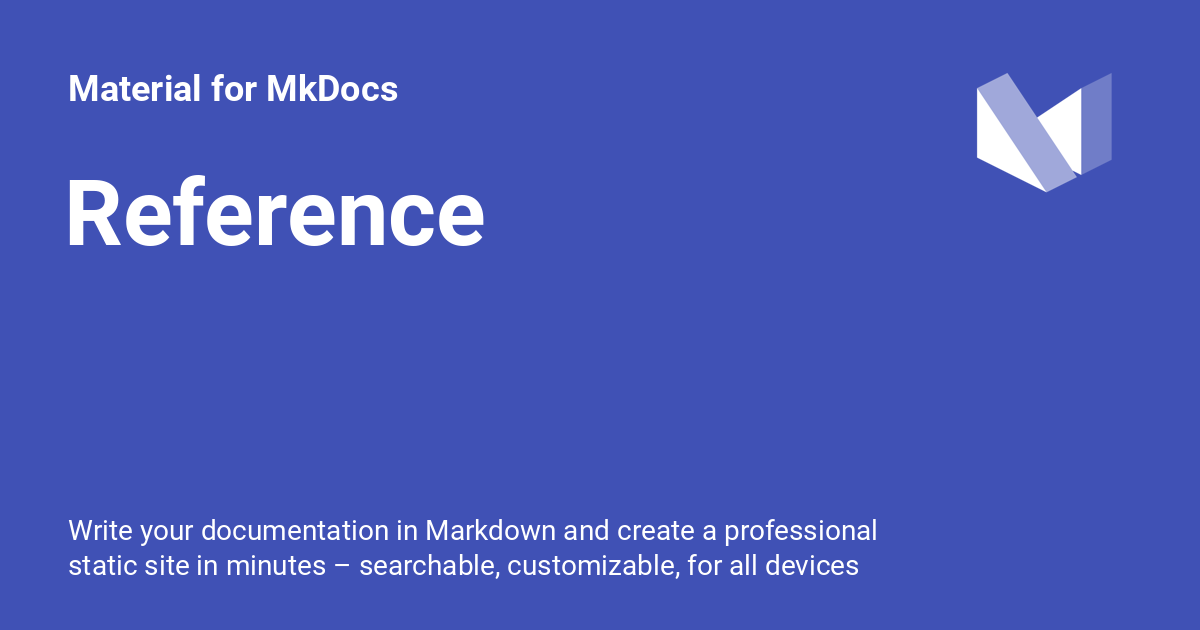 Material for MkDocs
Reference
Write your documentation in Markdown and create a professional
static site in minutes – searchable, customizable, for all devices